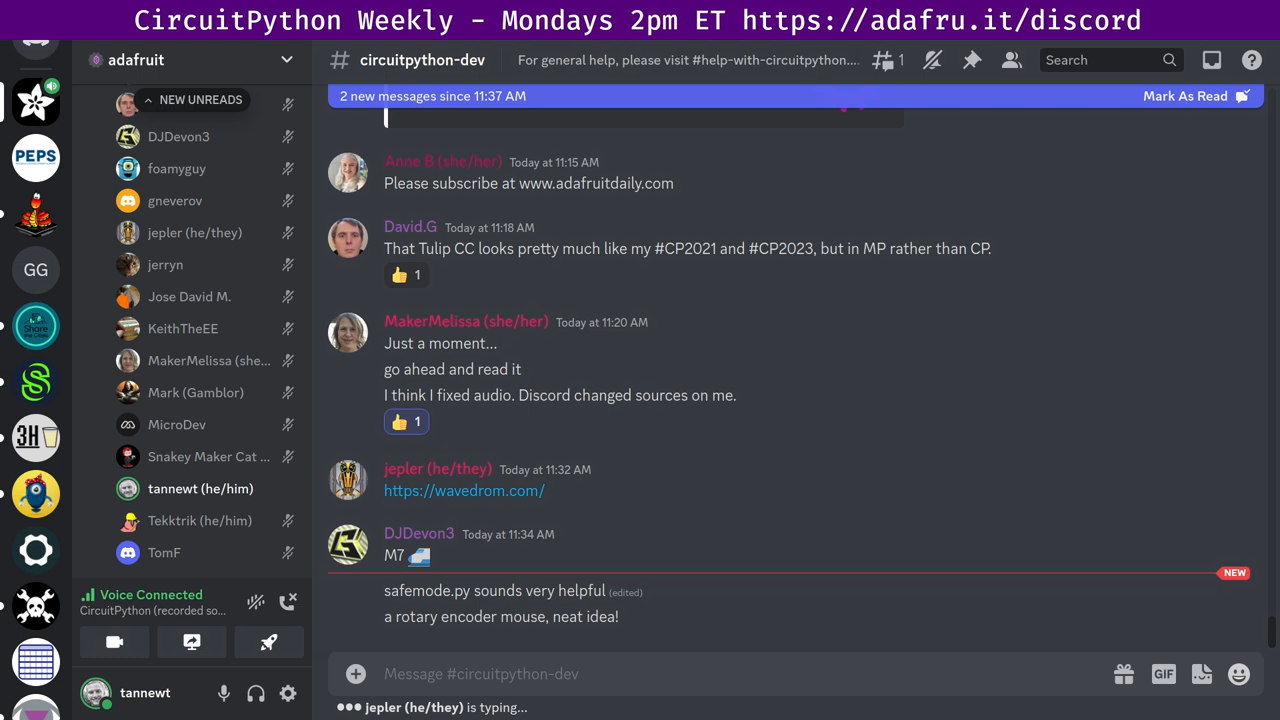 CircuitPython Weekly - Mondays 2pm ET https://adafru.it/discord
adafruit
circuitpython-dev
For general help, please visit #help-with-circuitpython....
1
Search
NEW UNREADS
DJDevon3
foamyguy
gneverov
jepler (he/they)
jerryn
Jose David M.
KeithTheEE
MakerMelissa (she...
Mark (Gamblor)
MicroDev
Snakey Maker Cat ...
tannewt (he/him)
Tekktrik (he/him)
TomF
Voice Connected
CircuitPython (recorded so...
tannewt
PEPS
GG
Share the Cities
3H
2 new messages since 11:37 AM
Mark As Read
Anne B (she/her) Today at 11:15 AM
Please subscribe at www.adafruitdaily.com
David.G Today at 11:18 AM
That Tulip CC looks pretty much like my #CP2021 and #CP2023, but in MP rather than CP.
1
MakerMelissa (she/her) Today at 11:20 AM
Just a moment...
go ahead and read it
I think I fixed audio. Discord changed sources on me.
1
jepler (he/they) Today at 11:32 AM
https://wavedrom.com/
DJDevon3 Today at 11:34 AM
M7
NEW
safemode.py sounds very helpful (edited)
a rotary encoder mouse, neat idea!
Message #circuitpython-dev
GIF
jepler (he/they) is typing...